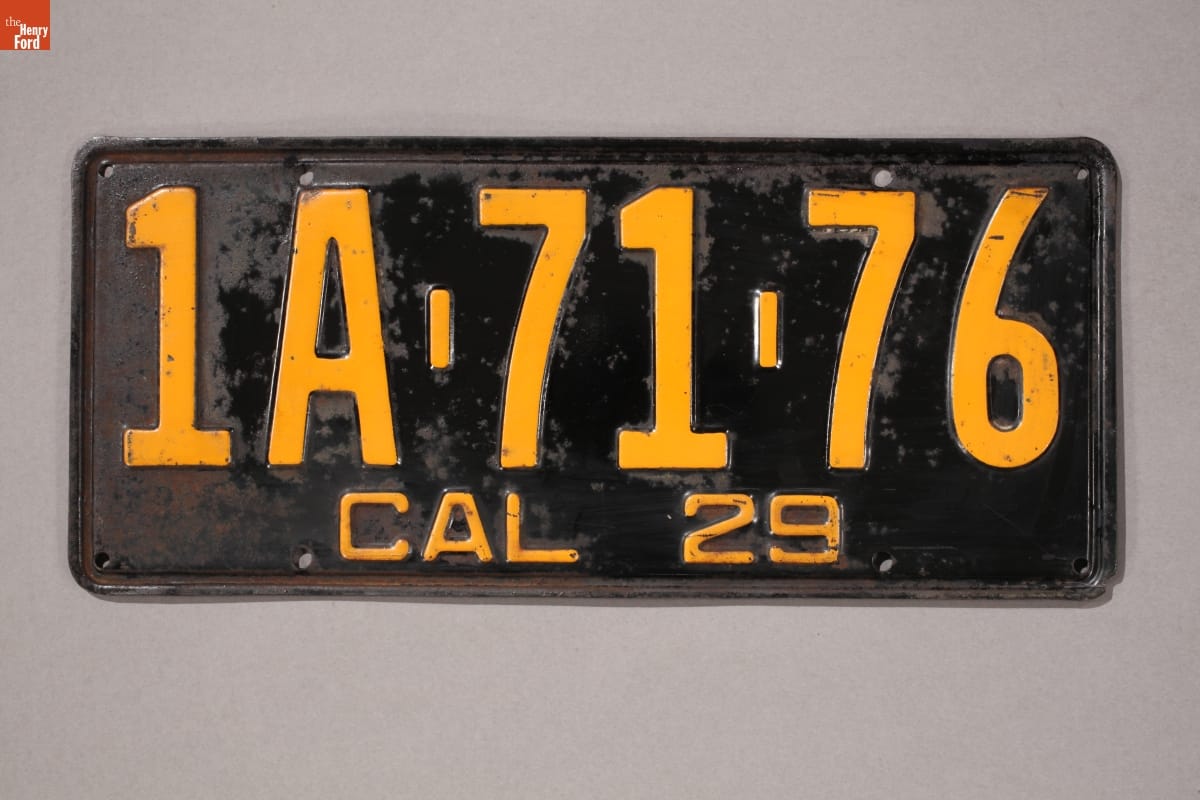 the
Henry
Ford
1A-71-76
CAL 29